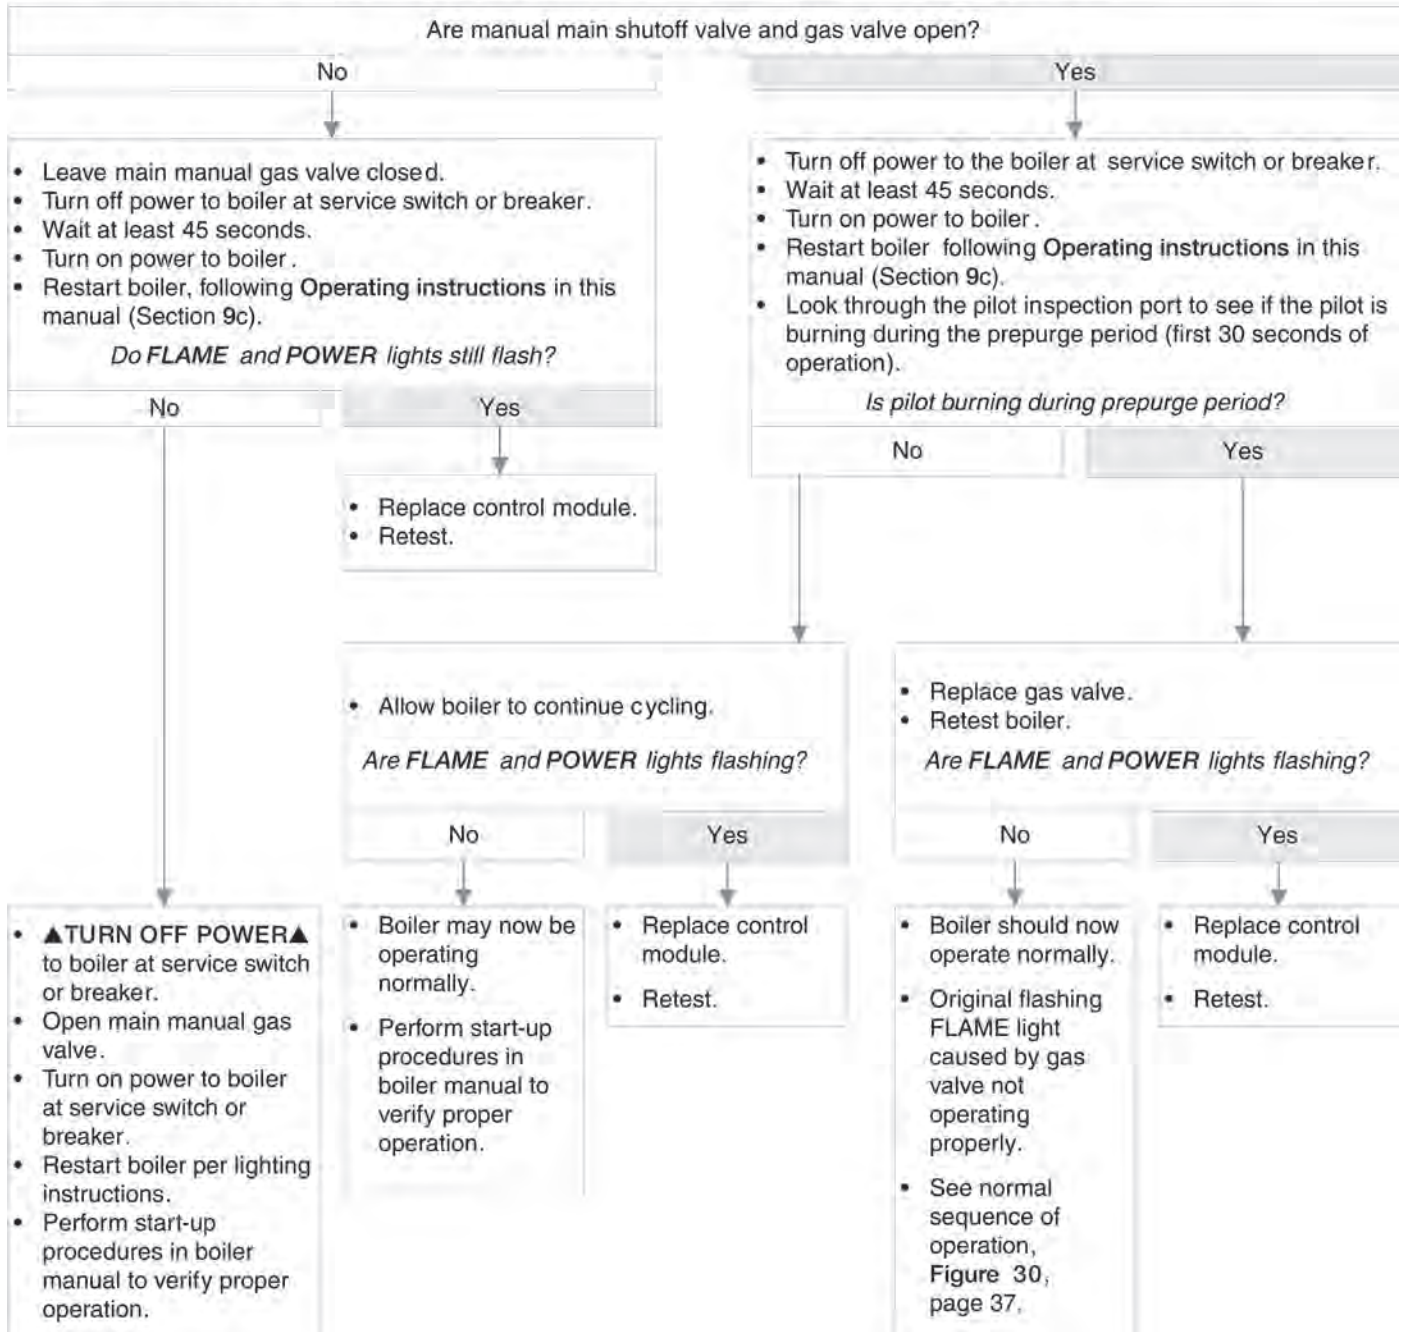 Are manual main shutoff valve and gas valve open?
No
Yes
• Leave main manual gas valve closed.
• Turn off power to boiler at service switch or breaker.
• Wait at least 45 seconds.
• Turn on power to boiler.
• Restart boiler, following Operating instructions in this
manual (Section 9c).
Do FLAME and POWER lights still flash?
No
Yes
• Replace control module.
• Retest.
• Turn off power to the boiler at service switch or breaker.
• Wait at least 45 seconds.
• Turn on power to boiler.
• Restart boiler following Operating instructions in this
manual (Section 9c).
• Look through the pilot inspection port to see if the pilot is
burning during the prepurge period (first 30 seconds of
operation).
Is pilot burning during prepurge period?
No
Yes
• Allow boiler to continue cycling.
Are FLAME and POWER lights flashing?
No
Yes
• Replace gas valve.
• Retest boiler.
Are FLAME and POWER lights flashing?
No
Yes
• ▲TURN OFF POWER▲
to boiler at service switch
or breaker.
• Open main manual gas
valve.
• Turn on power to boiler
at service switch or
breaker.
• Restart boiler per lighting
instructions.
• Perform start-up
procedures in boiler
manual to verify proper
operation.
• Boiler may now be
operating
normally.
• Perform start-up
procedures in
boiler manual to
verify proper
operation.
• Replace control
module.
• Retest.
• Boiler should now
operate normally.
• Original flashing
FLAME light
caused by gas
valve not
operating
properly.
• See normal
sequence of
operation,
Figure 30,
page 37.
• Replace control
module.
• Retest.